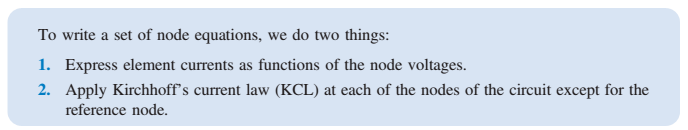 To write a set of node equations, we do two things:
1. Express element currents as functions of the node voltages.
2. Apply Kirchhoff's current law (KCL) at each of the nodes of the circuit except for the
reference node.